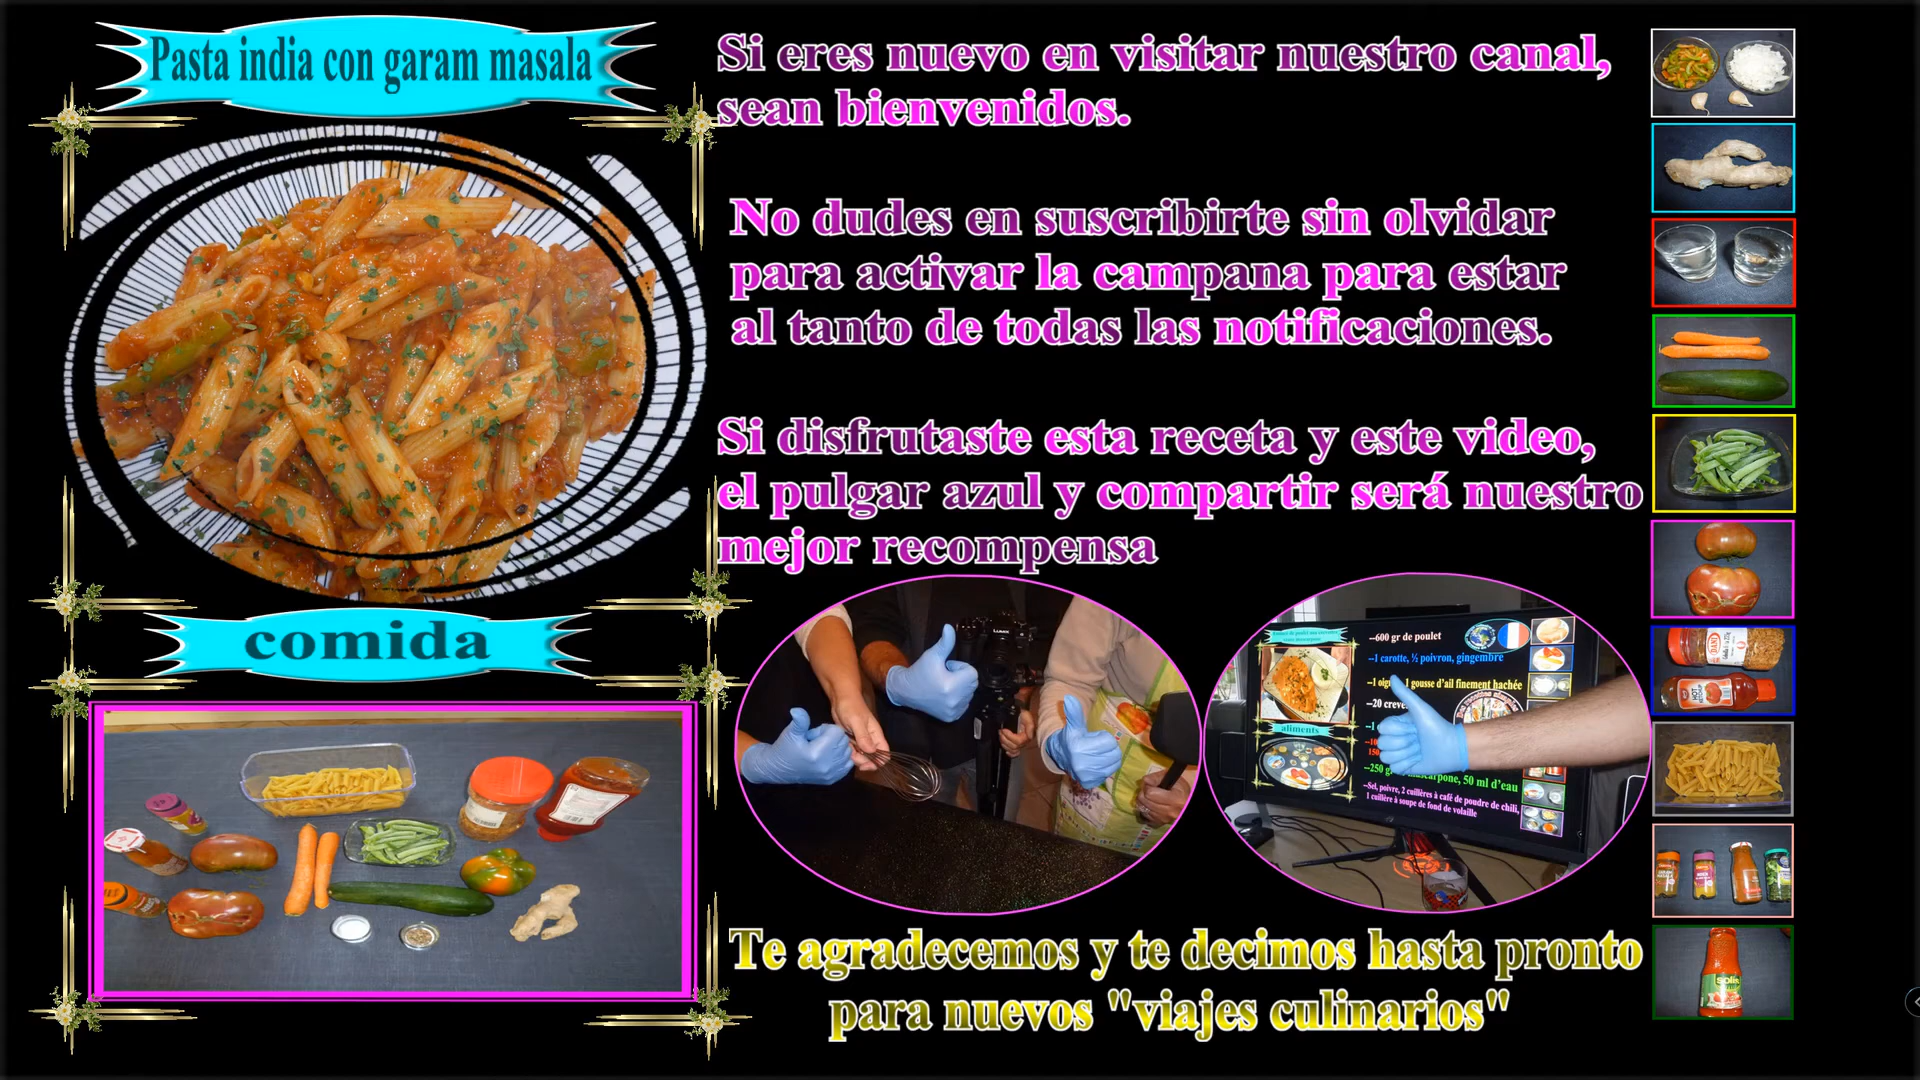 Pasta india con garam masala
Si eres nuevo en visitar nuestro canal,
sean bienvenidos.
No dudes en suscribirte sin olvidar
para activar la campana para estar
al tanto de todas las notificaciones.
Si disfrutaste esta receta y este video,
el pulgar azul y compartir será nuestro
mejor recompensa
comida
LUMIX
--600 gr de poulet
--1 carotte, ½ poivron, gingembre
1 gousse d'ail finement hachée
--20
--250
50 ml d'eau
--Sel, poivre, 2 cuillères à café de poudre de chili,
1 cuillère à soupe de fond de volaille
aliments
Te agradecemos y te decimos hasta pronto
para nuevos "viajes culinarios"